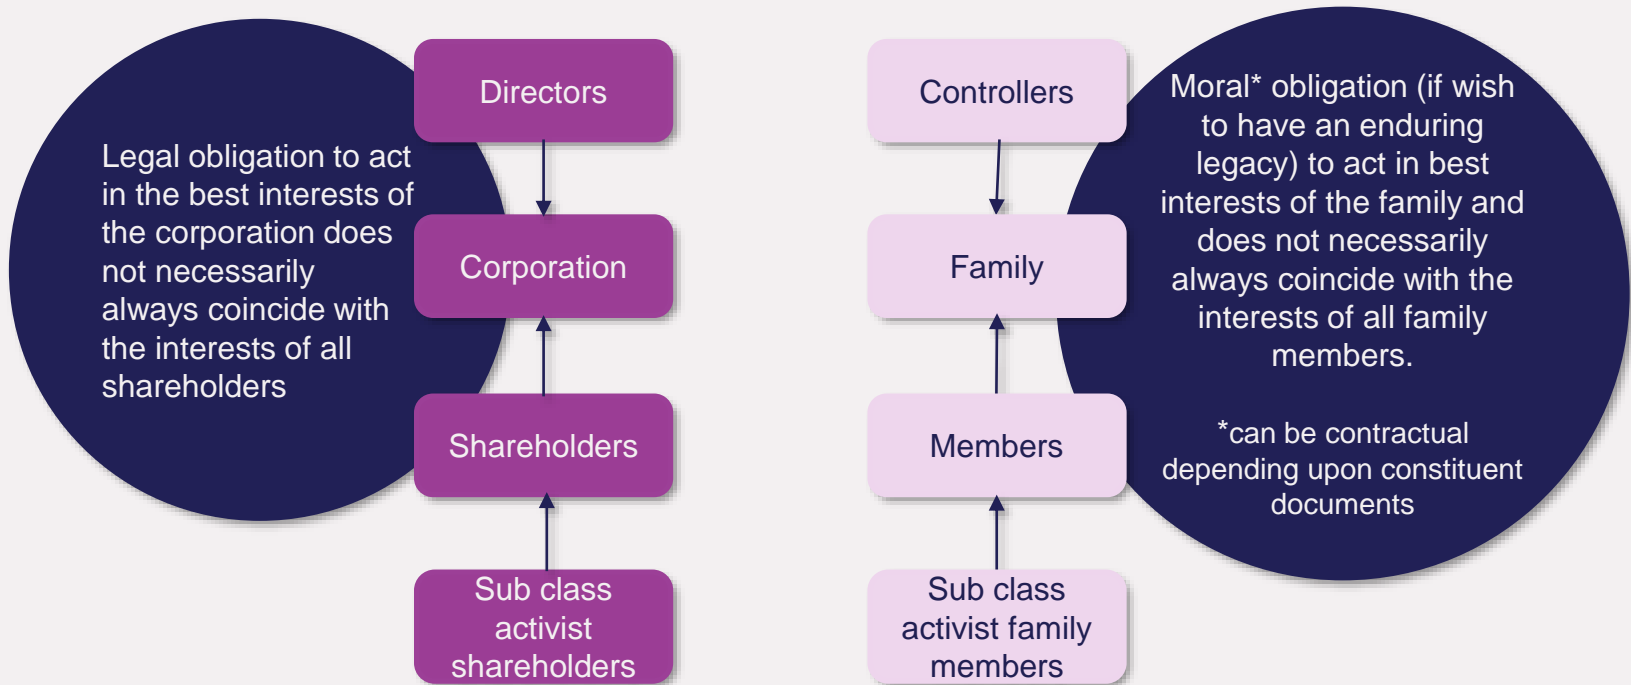 Legal obligation to act
in the best interests of
the corporation does
not necessarily
always coincide with
the interests of all
shareholders
Directors
Corporation
Shareholders
Sub class
activist
shareholders
Controllers
Family
Members
Sub class
activist family
members
Moral* obligation (if wish
to have an enduring
legacy) to act in best
interests of the family and
does not necessarily
always coincide with the
interests of all family
members.
*can be contractual
depending upon constituent
documents